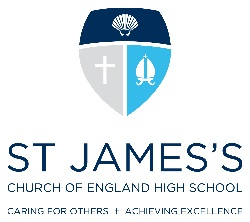 ST JAMES'S
CHURCH OF ENGLAND HIGH SCHOOL
CARING FOR OTHERS † ACHIEVING EXCELLENCE